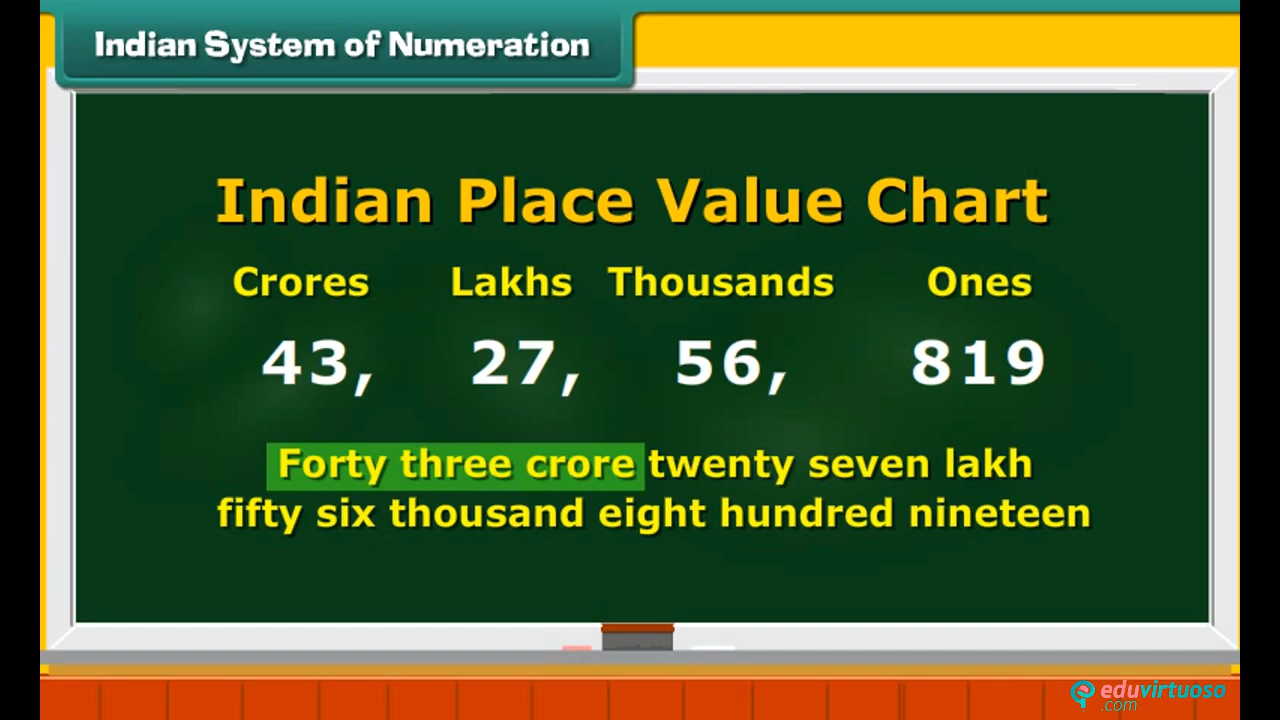 Indian System of Numeration
Indian Place Value Chart
Crores Lakhs Thousands Ones
43, 27, 56, 819
Forty three crore twenty seven lakh
fifty six thousand eight hundred nineteen
eduvirtuoso
.com